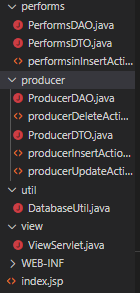 performs
PerformsDAO.java
PerformsDTO.java
performsinInsertActi...
producer
ProducerDAO.java
producerDeleteActi...
ProducerDTO.java
producerInsertActio...
producerUpdateActi...
util
DatabaseUtil.java
view
ViewServlet.java
WEB-INF
index.jsp